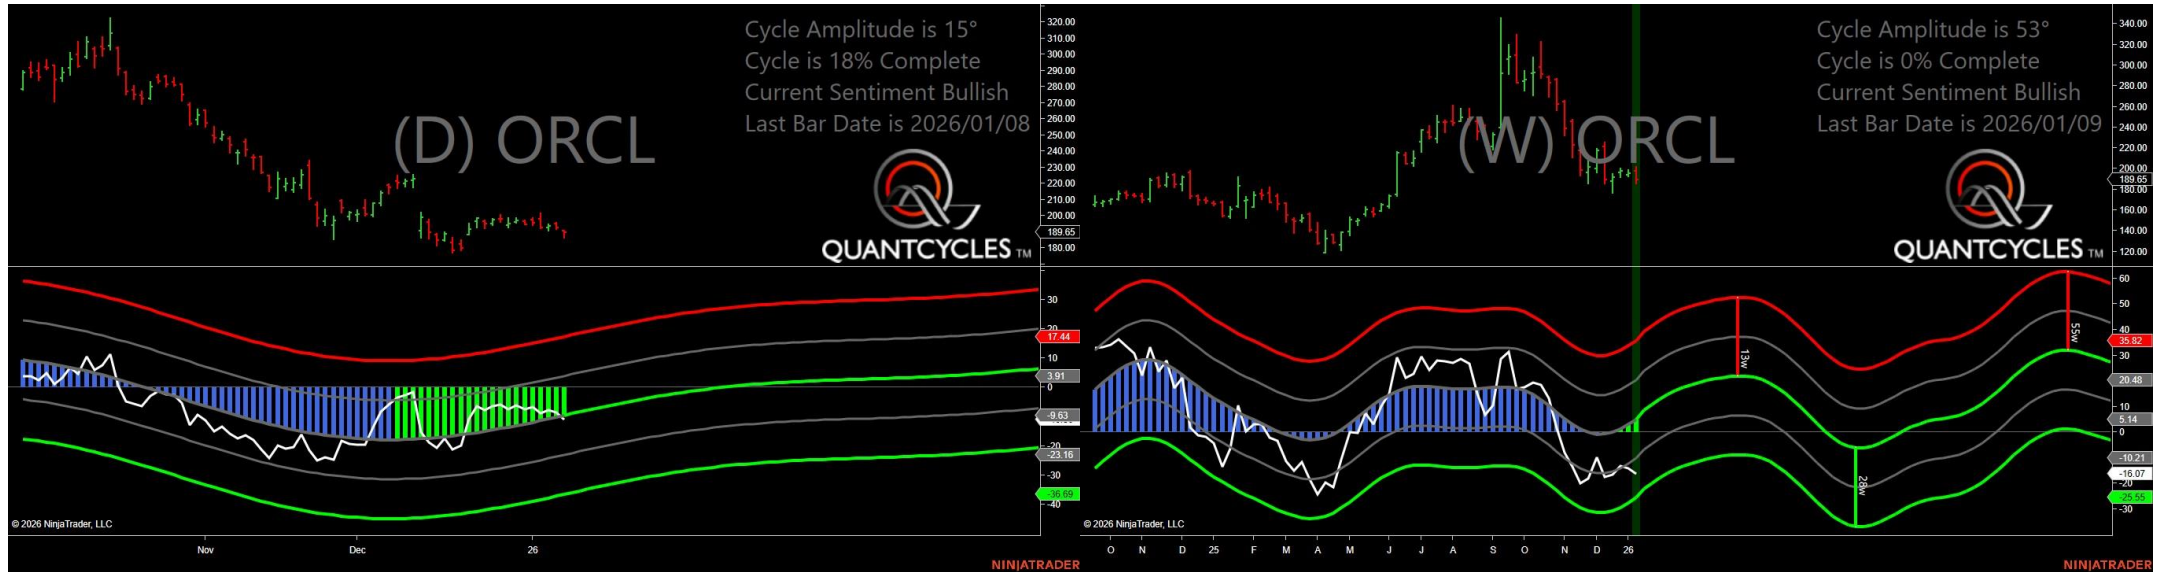 Cycle Amplitude is 15°
Cycle is 18% Complete
Current Sentiment Bullish
Last Bar Date is 2026/01/08
(D) ORCL
QUANTCYCLES TM
320.00
310.00
300.00
290.00
280.00
270.00
260.00
250.00
240.00
230.00
220.00
210.00
200.00
189.65
180.00
30
20
17.44
10
3.91
0
-9.63
-20
-23.16
-30
-36.69
-40
© 2026 NinjaTrader, LLC
Nov
Dec
26
NINJATRADER
Cycle Amplitude is 53°
Cycle is 0% Complete
Current Sentiment Bullish
Last Bar Date is 2026/01/09
(W) ORCL
QUANTCYCLES TM
340.00
320.00
300.00
280.00
260.00
240.00
220.00
200.00
189.65
180.00
160.00
140.00
120.00
60
50
40
35.82
30
20.48
10
5.14
0
-10.21
-16.07
-20
-25.55
-30
13w
28w
55w
© 2026 NinjaTrader, LLC
O N D 25 F M A M J J A S O N D 26
NINJATRADER